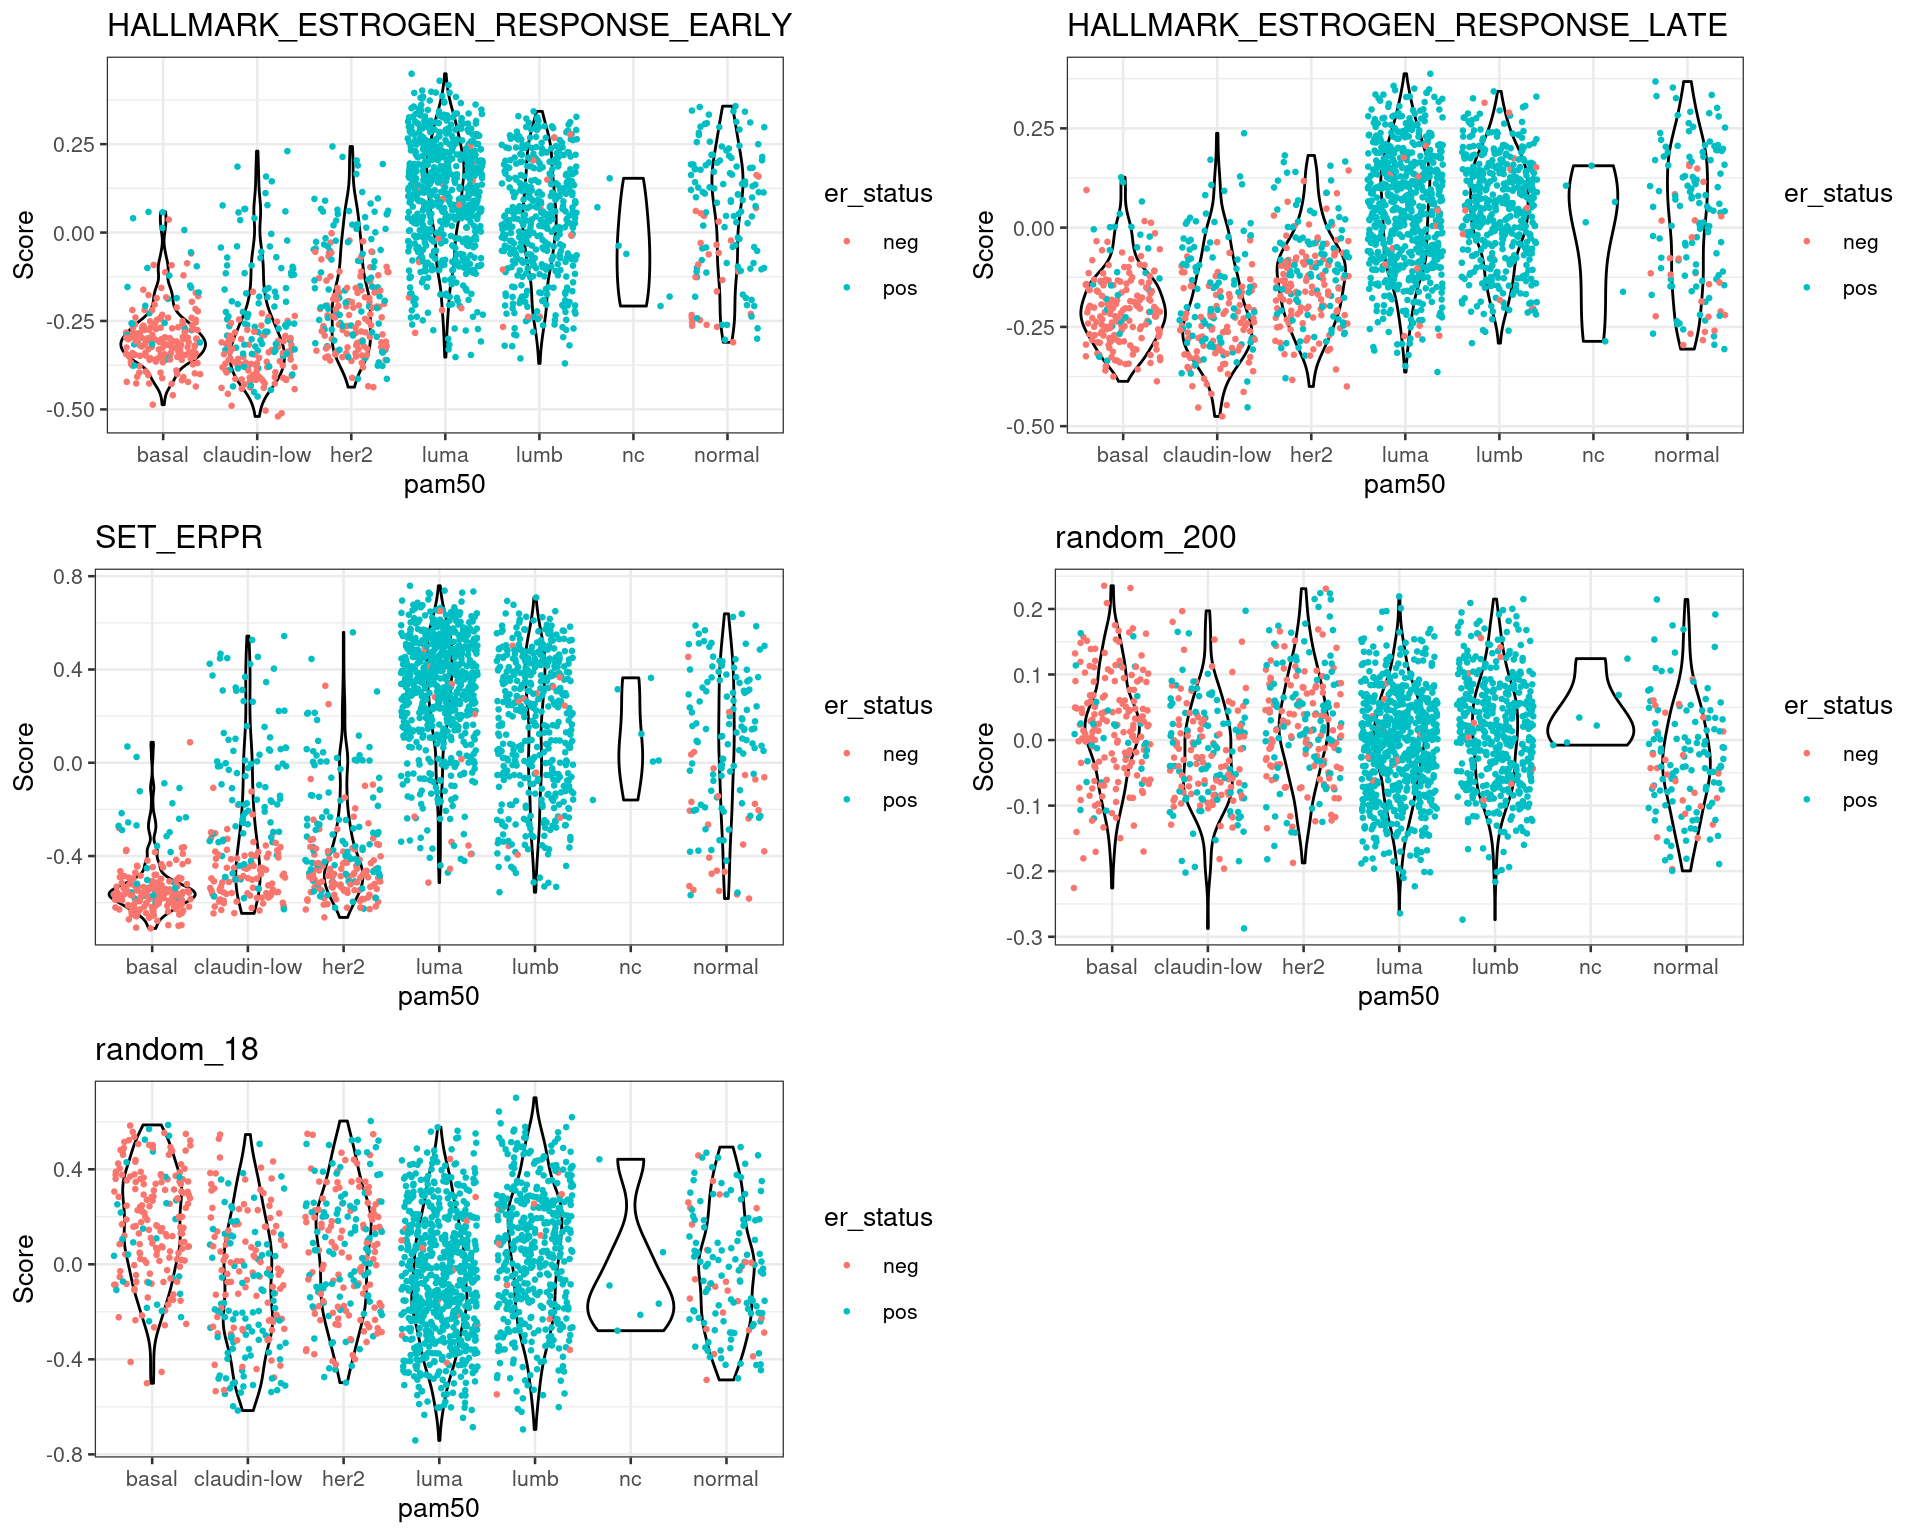 HALLMARK_ESTROGEN_RESPONSE_EARLY
Score
0.25
0.00
-0.25
-0.50
basal claudin-low her2 luma lumb nc normal
pam50
er_status
neg
pos
HALLMARK_ESTROGEN_RESPONSE_LATE
Score
0.25
0.00
-0.25
-0.50
basal claudin-low her2 luma lumb nc normal
pam50
er_status
neg
pos
SET_ERPR
Score
0.8
0.4
0.0
-0.4
basal claudin-low her2 luma lumb nc normal
pam50
er_status
neg
pos
random_200
Score
0.2
0.1
0.0
-0.1
-0.2
-0.3
basal claudin-low her2 luma lumb nc normal
pam50
er_status
neg
pos
random_18
Score
0.4
0.0
-0.4
-0.8
basal claudin-low her2 luma lumb nc normal
pam50
er_status
neg
pos